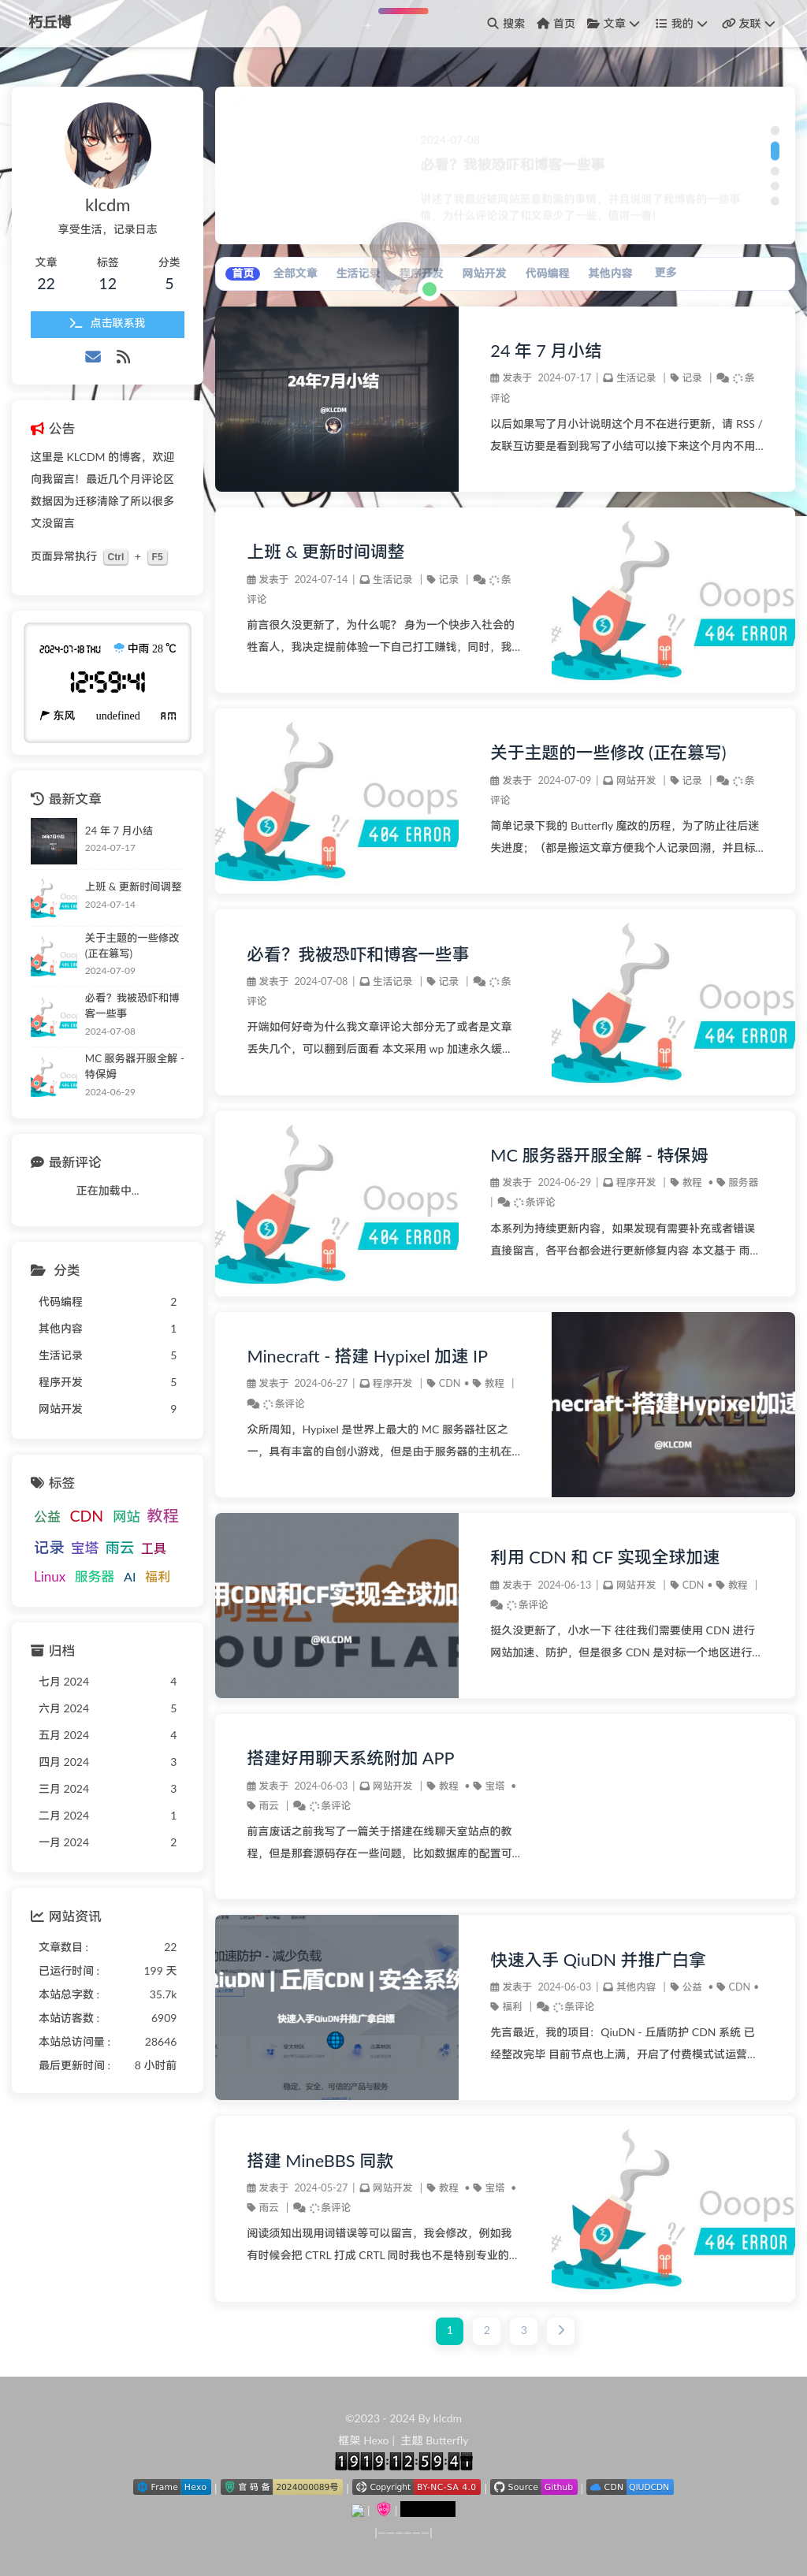 朽丘博
搜索 首页 文章 我的 友联
klcdm
享受生活，记录日志
文章 标签 分类
22 12 5
点击联系我
公告
这里是 KLCDM 的博客，欢迎
向我留言！最近几个月评论区
数据因为迁移清除了所以很多
文没留言
页面异常执行 Ctrl + F5
2024-07-18 THU 中雨 28 ℃
12:59:41
东风 undefined AM
最新文章
24 年 7 月小结
2024-07-17
上班 & 更新时间调整
2024-07-14
关于主题的一些修改
(正在篡写)
2024-07-09
必看？我被恐吓和博
客一些事
2024-07-08
MC 服务器开服全解 -
特保姆
2024-06-29
最新评论
正在加载中...
分类
代码编程 2
其他内容 1
生活记录 5
程序开发 5
网站开发 9
标签
公益 CDN 网站 教程
记录 宝塔 雨云 工具
Linux 服务器 AI 福利
归档
七月 2024 4
六月 2024 5
五月 2024 4
四月 2024 3
三月 2024 3
二月 2024 1
一月 2024 2
网站资讯
文章数目 : 22
已运行时间 : 199 天
本站总字数 : 35.7k
本站访客数 : 6909
本站总访问量 : 28646
最后更新时间 : 8 小时前
2024-07-08
必看？我被恐吓和博客一些事
讲述了我最近被网站恶意勒索的事情，并且说明了我博客的一些事
情，为什么评论没了和文章少了一些，值得一看！
首页 全部文章 生活记录 程序开发 网站开发 代码编程 其他内容 更多
24年7月小结
@KLCDM
24 年 7 月小结
发表于 2024-07-17 | 生活记录 | 记录 | 条
评论
以后如果写了月小计说明这个月不在进行更新，请 RSS /
友联互访要是看到我写了小结可以接下来这个月内不用...
上班 & 更新时间调整
发表于 2024-07-14 | 生活记录 | 记录 | 条
评论
前言很久没更新了，为什么呢？ 身为一个快步入社会的
牲畜人，我决定提前体验一下自己打工赚钱，同时，我...
Ooops
404 ERROR
Ooops
404 ERROR
关于主题的一些修改 (正在篡写)
发表于 2024-07-09 | 网站开发 | 记录 | 条
评论
简单记录下我的 Butterfly 魔改的历程，为了防止往后迷
失进度； （都是搬运文章方便我个人记录回溯，并且标...
必看？我被恐吓和博客一些事
发表于 2024-07-08 | 生活记录 | 记录 | 条
评论
开端如何好奇为什么我文章评论大部分无了或者是文章
丢失几个，可以翻到后面看 本文采用 wp 加速永久缓...
Ooops
404 ERROR
Ooops
404 ERROR
MC 服务器开服全解 - 特保姆
发表于 2024-06-29 | 程序开发 | 教程 • 服务器
| 条评论
本系列为持续更新内容，如果发现有需要补充或者错误
直接留言，各平台都会进行更新修复内容 本文基于 雨...
Minecraft - 搭建 Hypixel 加速 IP
发表于 2024-06-27 | 程序开发 | CDN • 教程 |
条评论
众所周知，Hypixel 是世界上最大的 MC 服务器社区之
一，具有丰富的自创小游戏，但是由于服务器的主机在...
necraft-搭建Hypixel加速
@KLCDM
用CDN和CF实现全球加
@KLCDM
利用 CDN 和 CF 实现全球加速
发表于 2024-06-13 | 网站开发 | CDN • 教程 |
条评论
挺久没更新了，小水一下 往往我们需要使用 CDN 进行
网站加速、防护，但是很多 CDN 是对标一个地区进行...
搭建好用聊天系统附加 APP
发表于 2024-06-03 | 网站开发 | 教程 • 宝塔 •
雨云 | 条评论
前言废话之前我写了一篇关于搭建在线聊天室站点的教
程，但是那套源码存在一些问题，比如数据库的配置可...
加速防护 - 减少负载
QiuDN | 丘盾CDN | 安全系统
快速入手QiuDN并推广拿白嫖
稳定、安全、可信的产品与服务
快速入手 QiuDN 并推广白拿
发表于 2024-06-03 | 其他内容 | 公益 • CDN •
福利 | 条评论
先言最近，我的项目：QiuDN - 丘盾防护 CDN 系统 已
经整改完毕 目前节点也上满，开启了付费模式试运营...
搭建 MineBBS 同款
发表于 2024-05-27 | 网站开发 | 教程 • 宝塔 •
雨云 | 条评论
阅读须知出现用词错误等可以留言，我会修改，例如我
有时候会把 CTRL 打成 CRTL 同时我也不是特别专业的...
Ooops
404 ERROR
1 2 3
©2023 - 2024 By klcdm
框架 Hexo | 主题 Butterfly
Frame Hexo | 官 码 备 2024000089号 | Copyright BY-NC-SA 4.0 | Source Github | CDN QIUDCDN